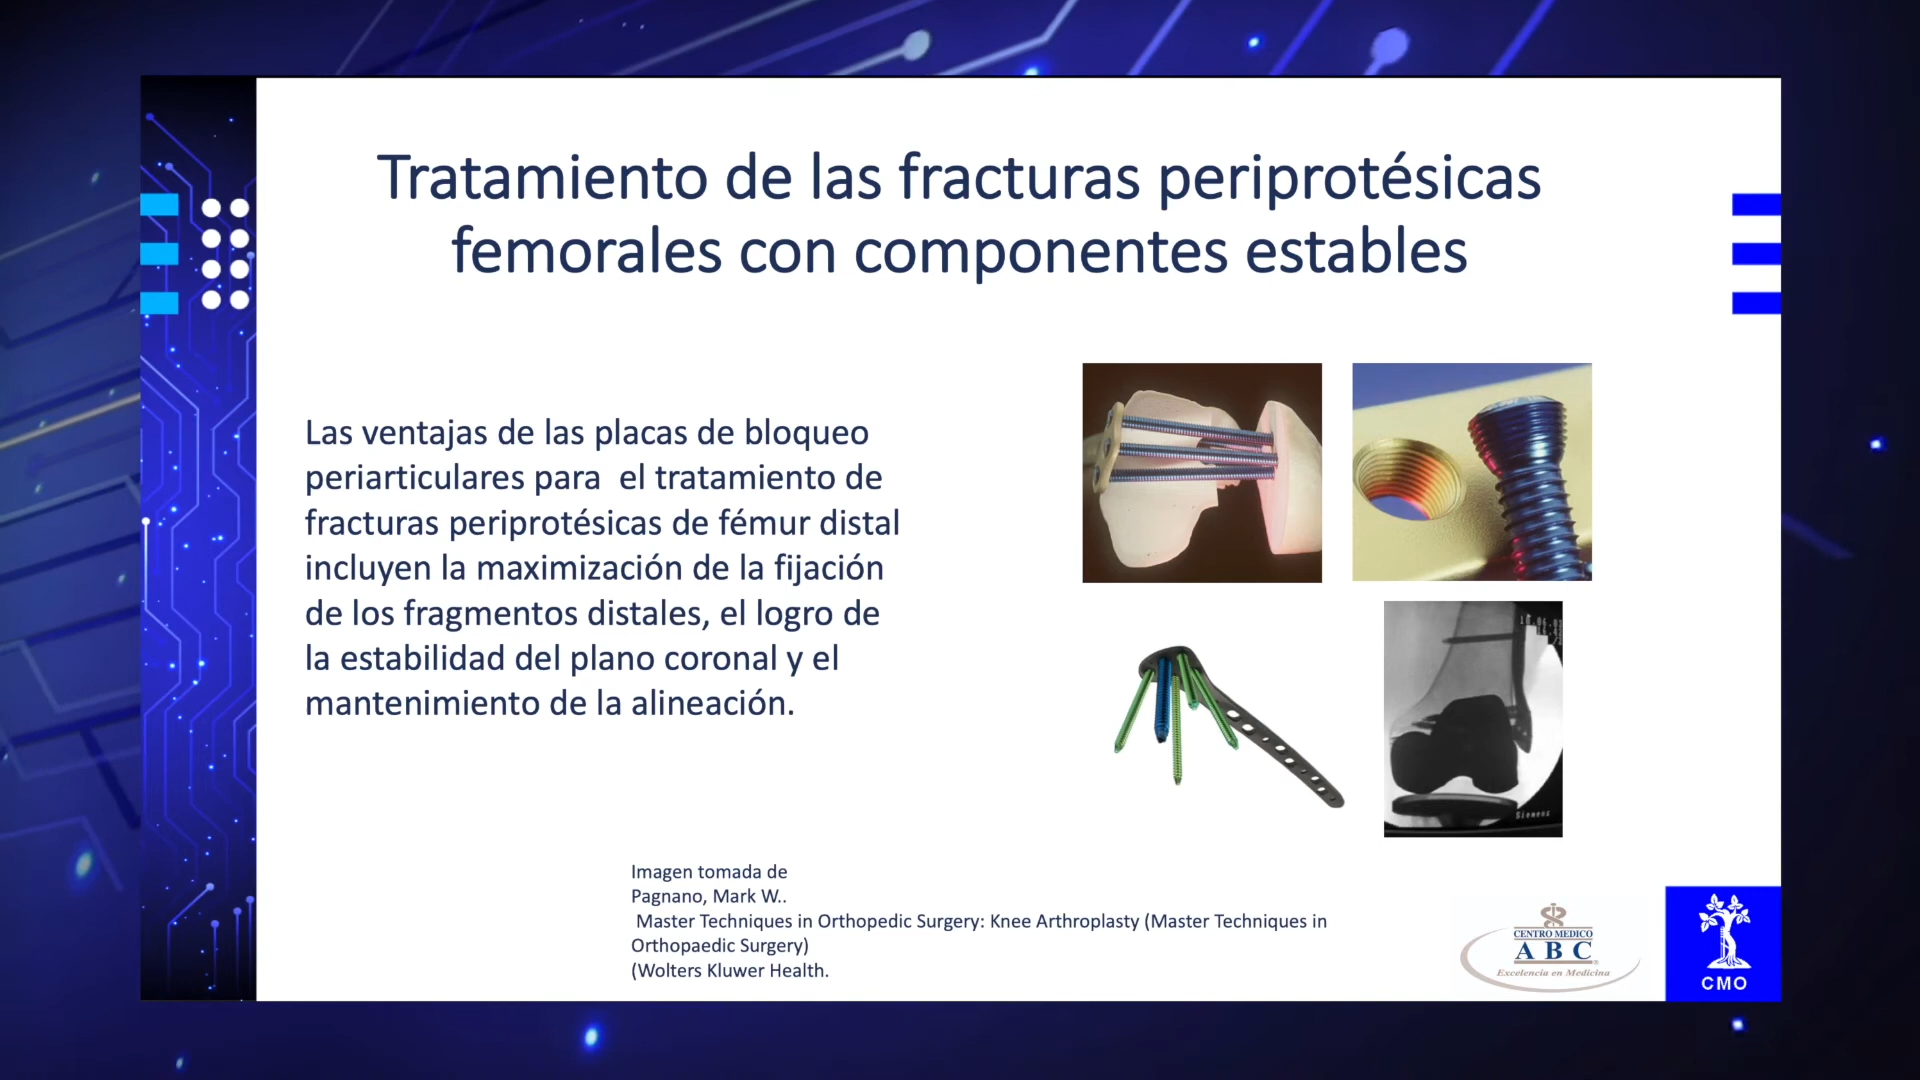 Tratamiento de las fracturas periprotésicas
femorales con componentes estables
Las ventajas de las placas de bloqueo
periarticulares para  el tratamiento de
fracturas periprotésicas de fémur distal
incluyen la maximización de la fijación
de los fragmentos distales, el logro de
la estabilidad del plano coronal y el
mantenimiento de la alineación.
Siemens
Imagen tomada de
Pagnano, Mark W..
Master Techniques in Orthopedic Surgery: Knee Arthroplasty (Master Techniques in
Orthopaedic Surgery)
(Wolters Kluwer Health.
CENTRO MEDICO
ABC
Excelencia en Medicina
CMO